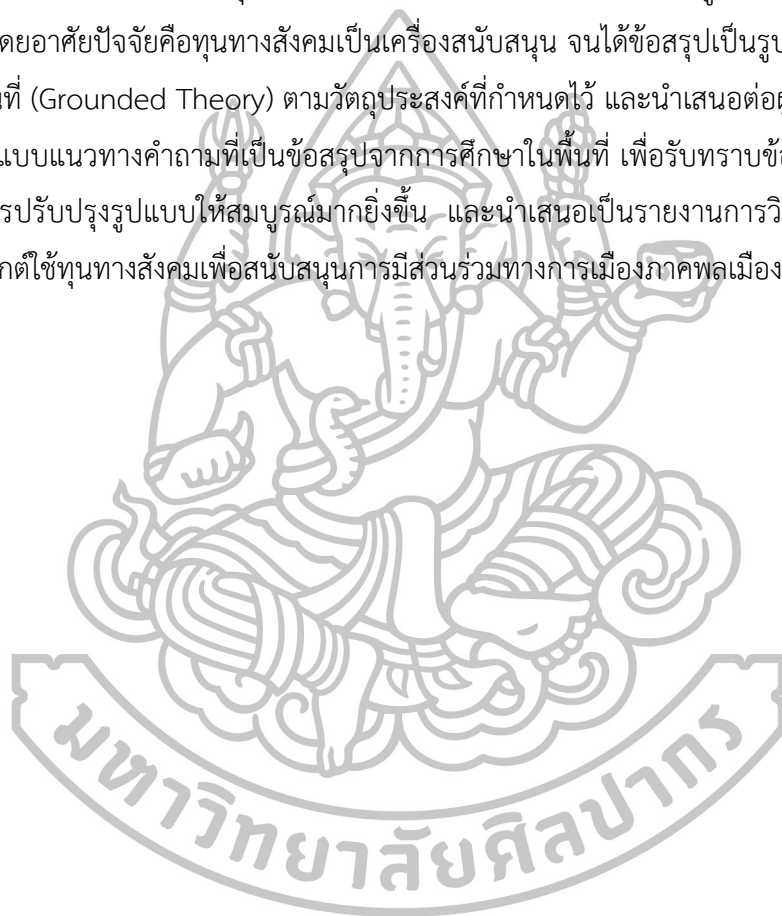 ดยอาศัยปัจจัยคือทุนทางสังคมเป็นเครื่องสนับสนุน จนได้ข้อสรุปเป็นรูป
นที่ (Grounded Theory) ตามวัตถุประสงค์ที่กำหนดไว้ และนำเสนอต่อผู
แบบแนวทางคำถามที่เป็นข้อสรุปจากการศึกษาในพื้นที่ เพื่อรับทราบข้อ
รปรับปรุงรูปแบบให้สมบูรณ์มากยิ่งขึ้น และนำเสนอเป็นรายงานการวิ
กต์ใช้ทุนทางสังคมเพื่อสนับสนุนการมีส่วนร่วมทางการเมืองภาคพลเมือง
มหาวิทยาลัยศิลปากร